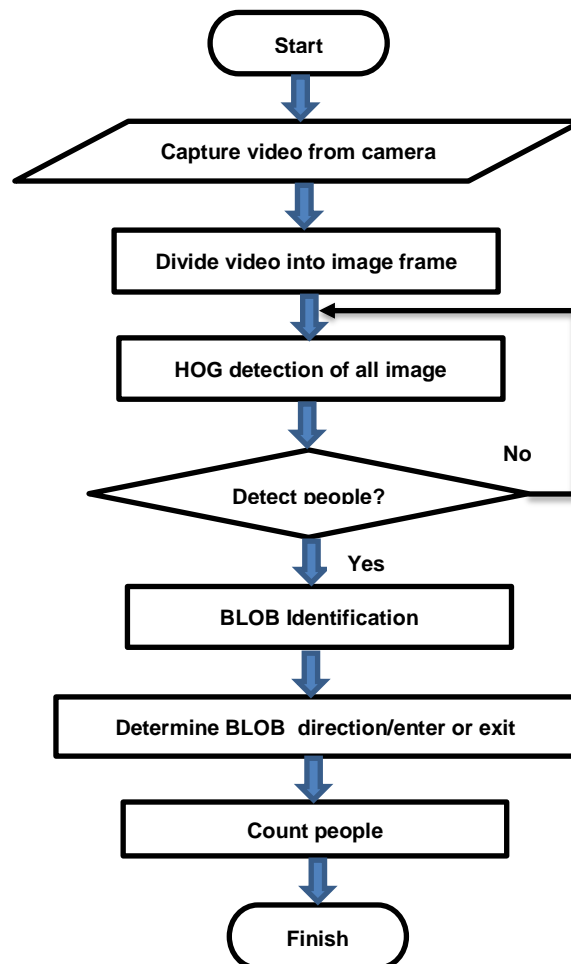 Start
Capture video from camera
Divide video into image frame
HOG detection of all image
No
Detect people?
Yes
BLOB Identification
Determine BLOB direction/enter or exit
Count people
Finish